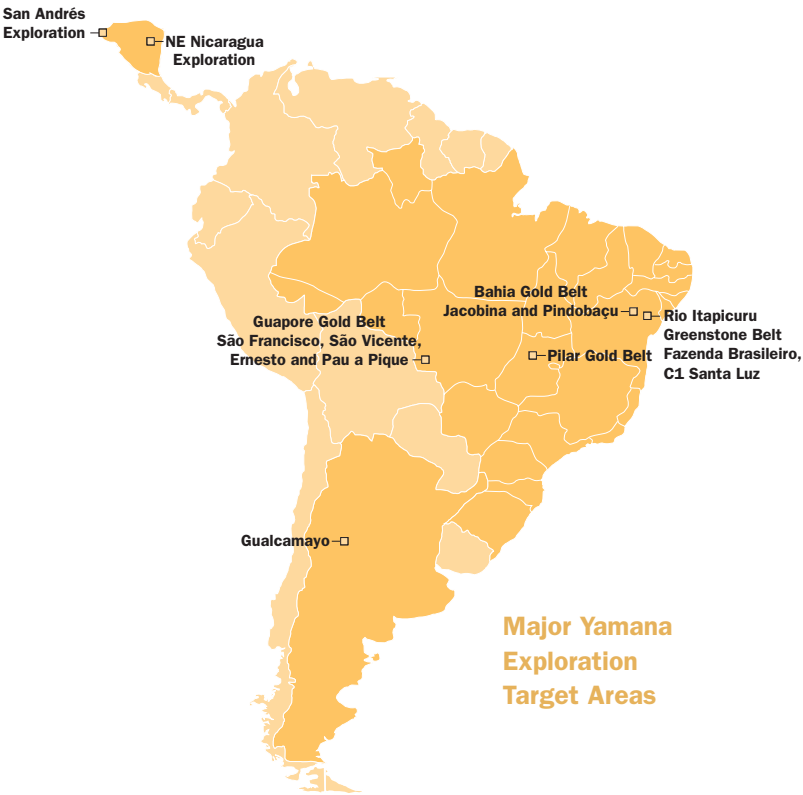 San Andrés
Exploration
NE Nicaragua
Exploration
Bahia Gold Belt
Jacobina and Pindobaçu
Guapore Gold Belt
São Francisco, São Vicente,
Ernesto and Pau a Pique
Rio Itapicuru
Greenstone Belt
Fazenda Brasileiro,
C1 Santa Luz
Pilar Gold Belt
Gualcamayo
Major Yamana
Exploration
Target Areas